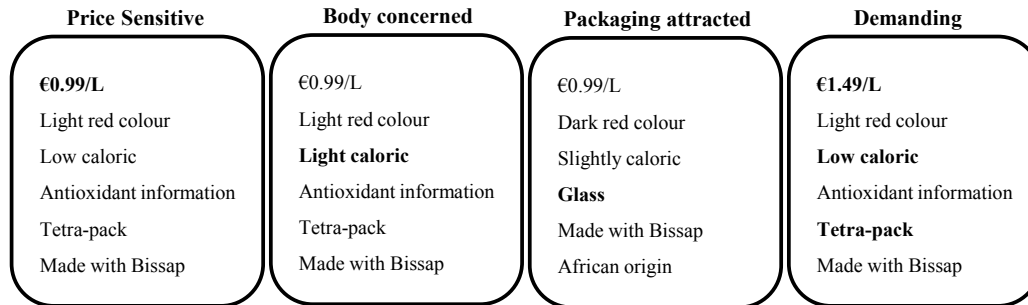 Price Sensitive
€0.99/L
Light red colour
Low caloric
Antioxidant information
Tetra-pack
Made with Bissap
Body concerned
€0.99/L
Light red colour
Light caloric
Antioxidant information
Tetra-pack
Made with Bissap
Packaging attracted
€0.99/L
Dark red colour
Slightly caloric
Glass
Made with Bissap
African origin
Demanding
€1.49/L
Light red colour
Low caloric
Antioxidant information
Tetra-pack
Made with Bissap